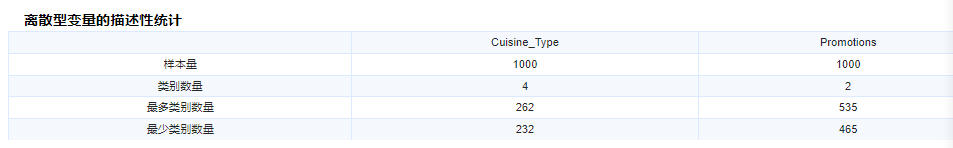 离散型变量的描述性统计
Cuisine_Type Promotions
样本量 1000 1000
类别数量 4 2
最多类别数量 262 535
最少类别数量 232 465